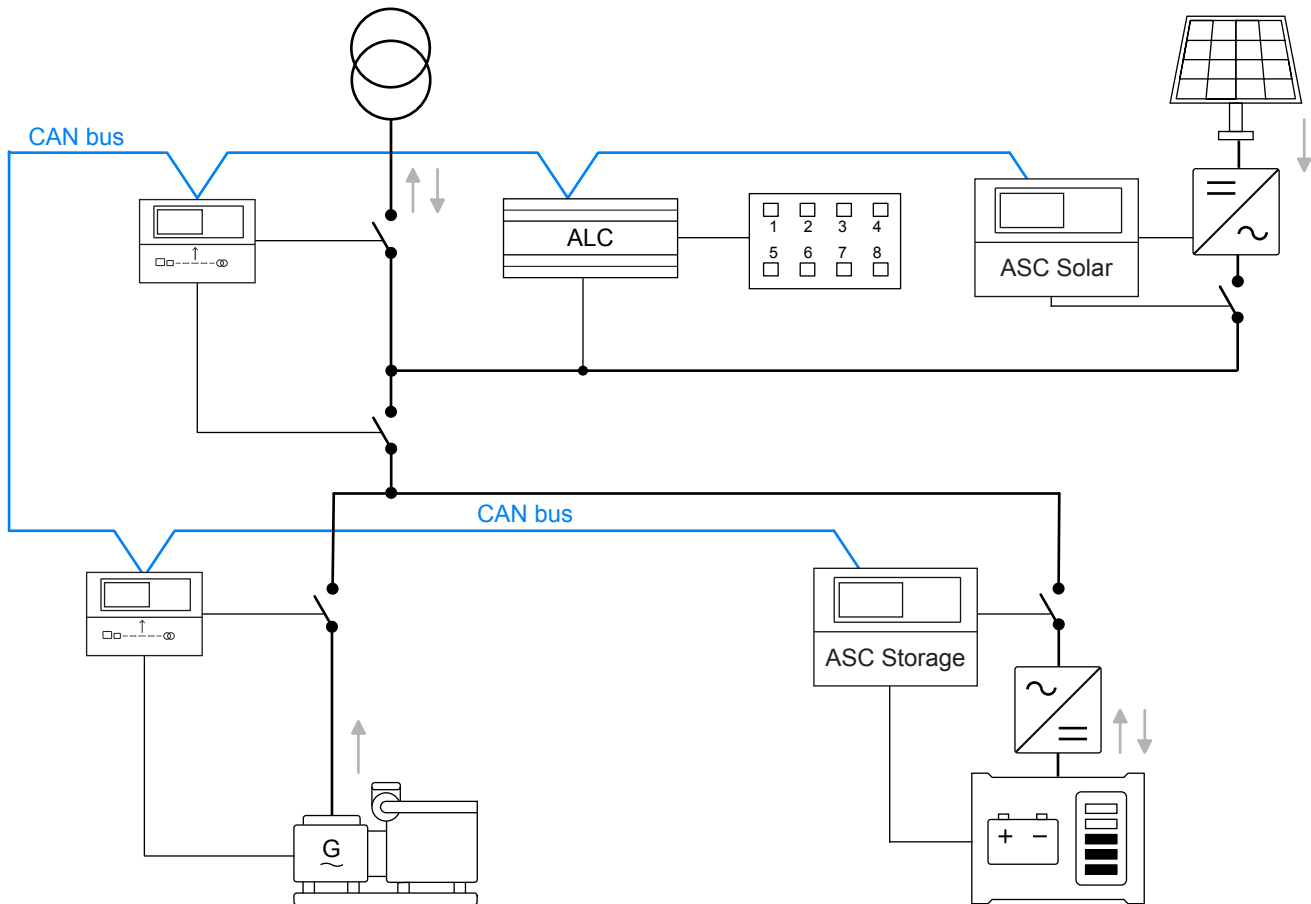 CAN bus
ALC
1 2 3 4
5 6 7 8
ASC Solar
CAN bus
ASC Storage
G
+ −